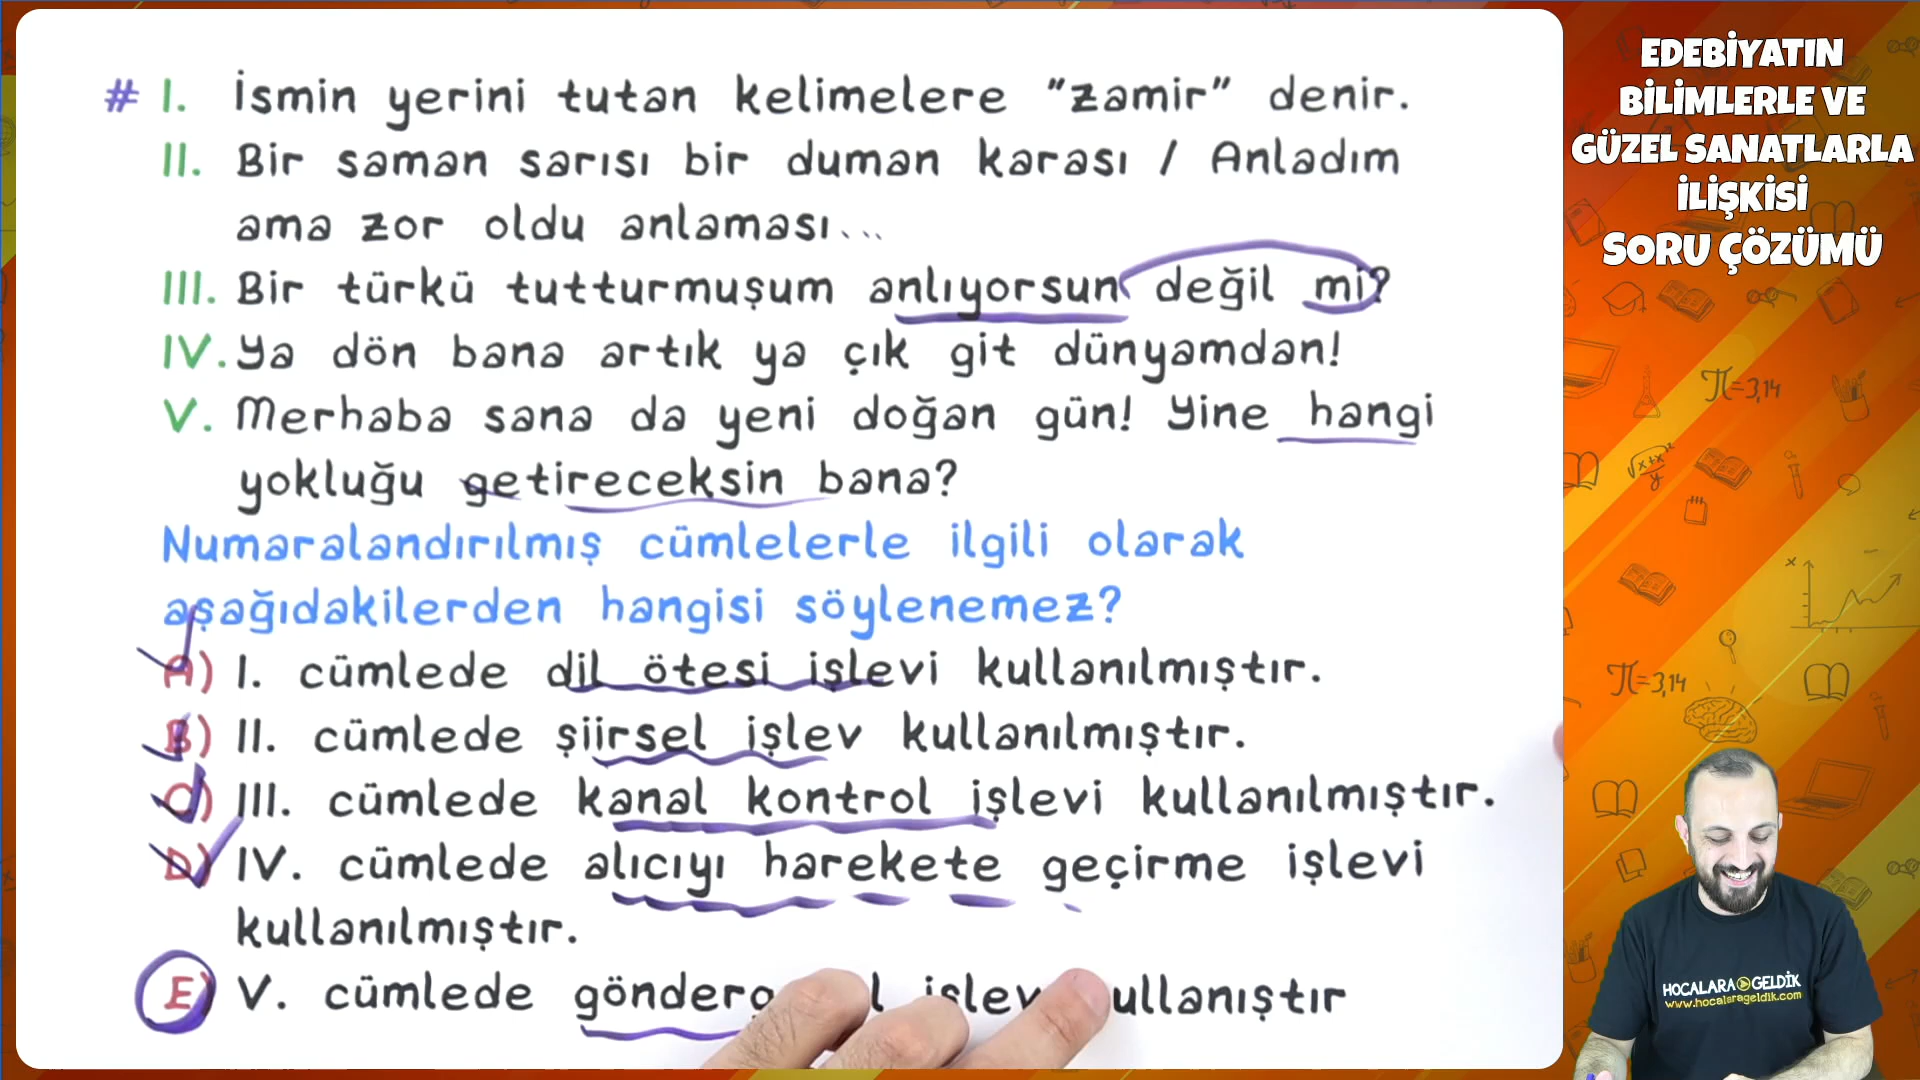 # I. İsmin yerini tutan kelimelere "zamir" denir.
II. Bir saman sarısı bir duman karası / Anladım
ama zor oldu anlaması...
III. Bir türkü tutturmuşum anlıyorsun değil mi?
IV. Ya dön bana artık ya çık git dünyamdan!
V. Merhaba sana da yeni doğan gün! Yine hangi
yokluğu getireceksin bana?
Numaralandırılmış cümlelerle ilgili olarak
aşağıdakilerden hangisi söylenemez?
A) I. cümlede dil ötesi işlevi kullanılmıştır.
B) II. cümlede şiirsel işlev kullanılmıştır.
C) III. cümlede kanal kontrol işlevi kullanılmıştır.
D) IV. cümlede alıcıyı harekete geçirme işlevi
kullanılmıştır.
E) V. cümlede
EDEBİYATIN
BİLİMLERLE VE
GÜZEL SANATLARLA
İLİŞKİSİ
SORU ÇÖZÜMÜ
π=3,14
π=3,14
HOCALARA GELDİK
www.hocalarageldik.com